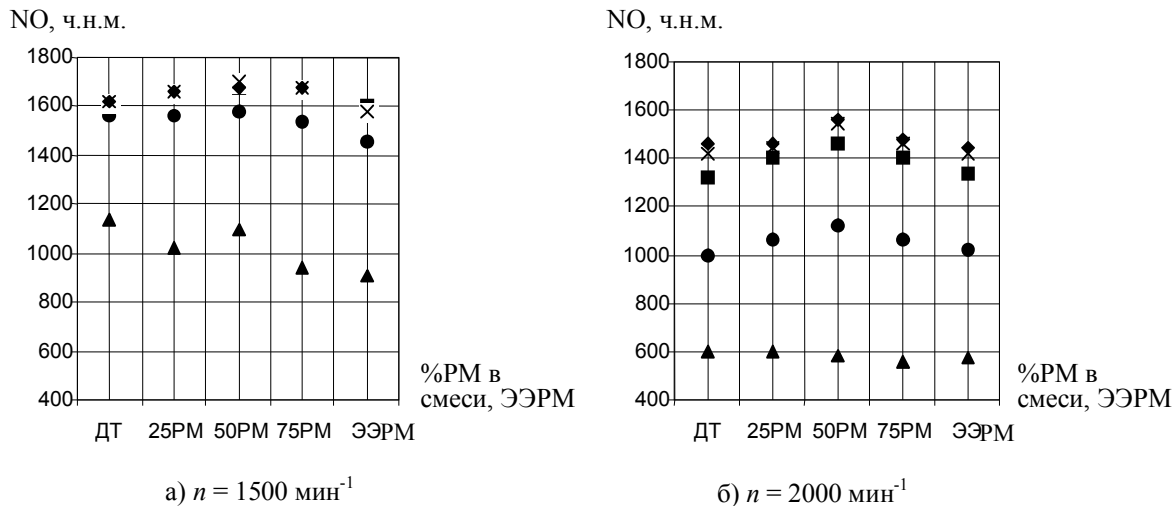 NO, ч.н.м.
1800
1600
1400
1200
1000
800
600
400
ДТ 25РМ 50РМ 75РМ ЭЭРМ
%РМ в
смеси, ЭЭРМ
а) n = 1500 мин-1
NO, ч.н.м.
1800
1600
1400
1200
1000
800
600
400
ДТ 25РМ 50РМ 75РМ ЭЭРМ
%РМ в
смеси, ЭЭРМ
б) n = 2000 мин-1